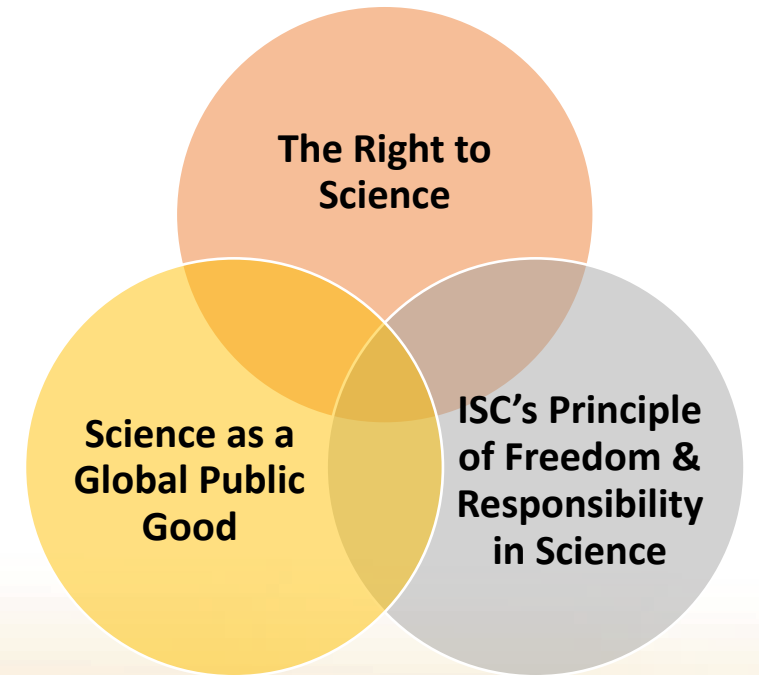 The Right to
Science
Science as a
Global Public
Good
ISC’s Principle
of Freedom &
Responsibility
in Science